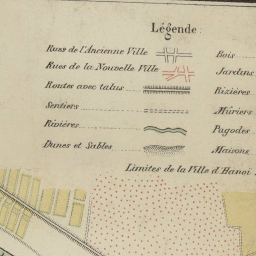 Légende:
Rues de l'Ancienne Ville
Rues de la Nouvelle Ville
Routes avec talus
Sentiers
Rivières
Dunes et Sables
Bois
Jardins
Rizières
Mûriers
Pagodes
Maisons
Limites de la Ville d'Hanoi